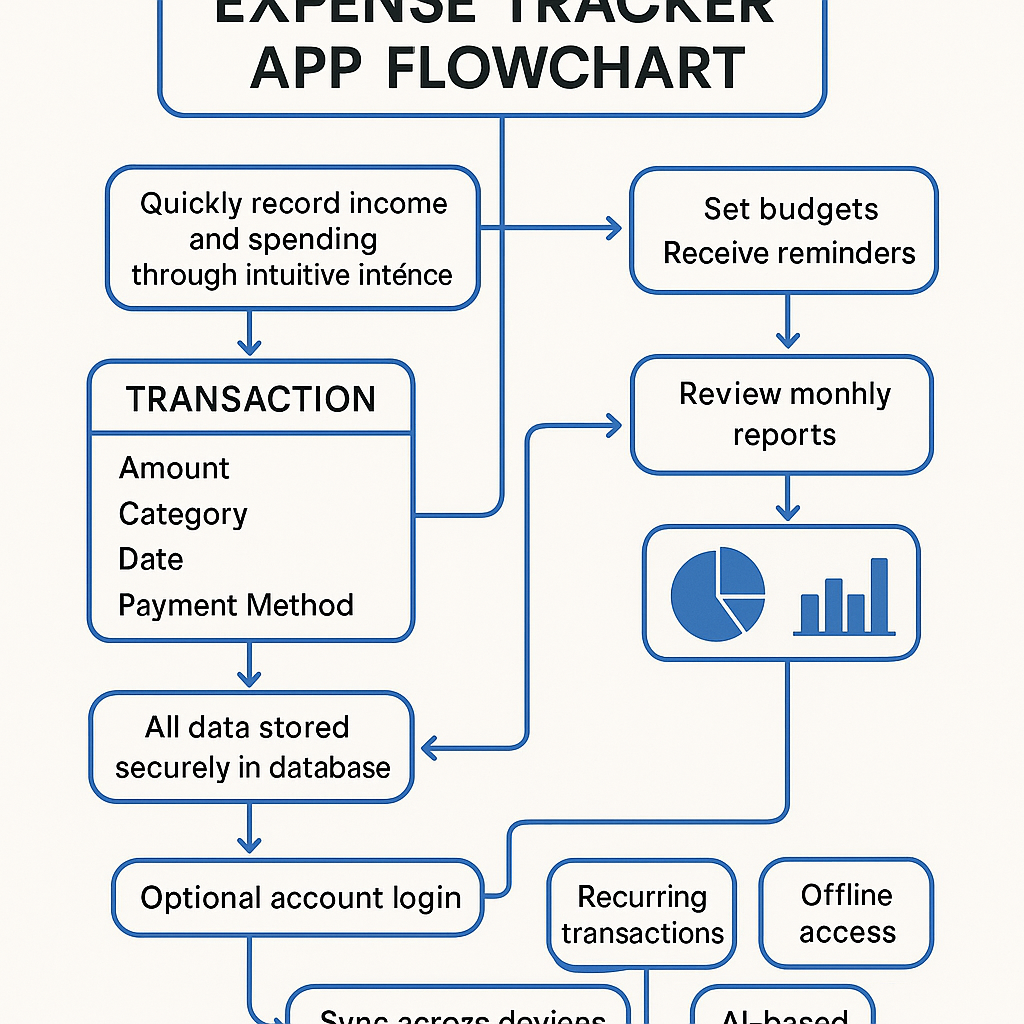 EXPENSE TRACKER
APP FLOWCHART
Quickly record income
and spending
through intuitive inténce
Set budgets
Receive reminders
TRANSACTION
Amount
Category
Date
Payment Method
Review monhly
reports
All data stored
securely in database
Optional account login
Recurring
transactions
Offline
access
Sync across devices
AI-based